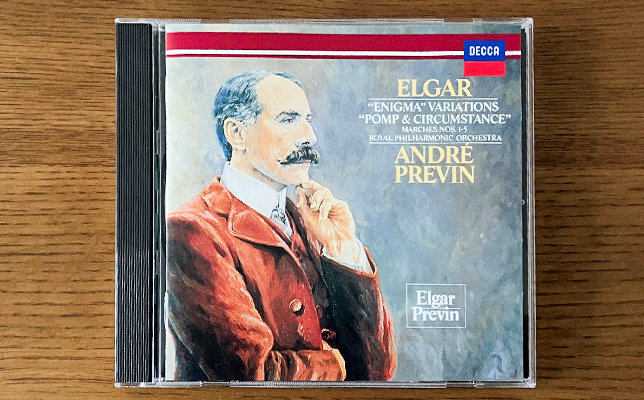 DECCA
ELGAR
"ENIGMA" VARIATIONS
"POMP & CIRCUMSTANCE"
MARCHES NOS. 1-5
ROYAL PHILHARMONIC ORCHESTRA
ANDRÉ
PREVIN
Elgar
Previn